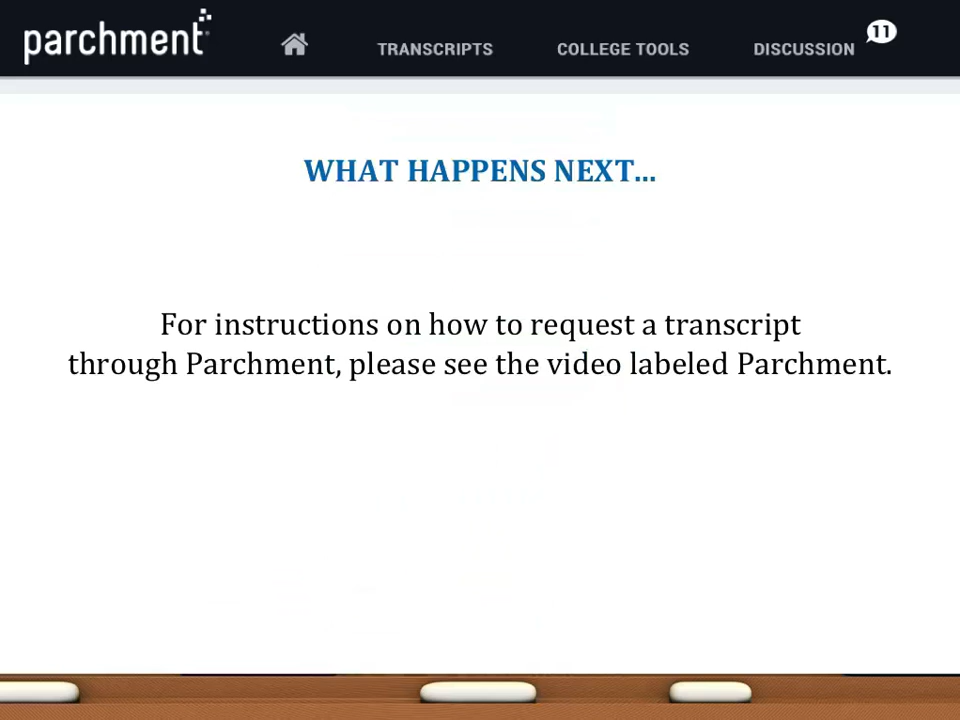 parchment
TRANSCRIPTS
COLLEGE TOOLS
DISCUSSION
11
WHAT HAPPENS NEXT...
For instructions on how to request a transcript
through Parchment, please see the video labeled Parchment.